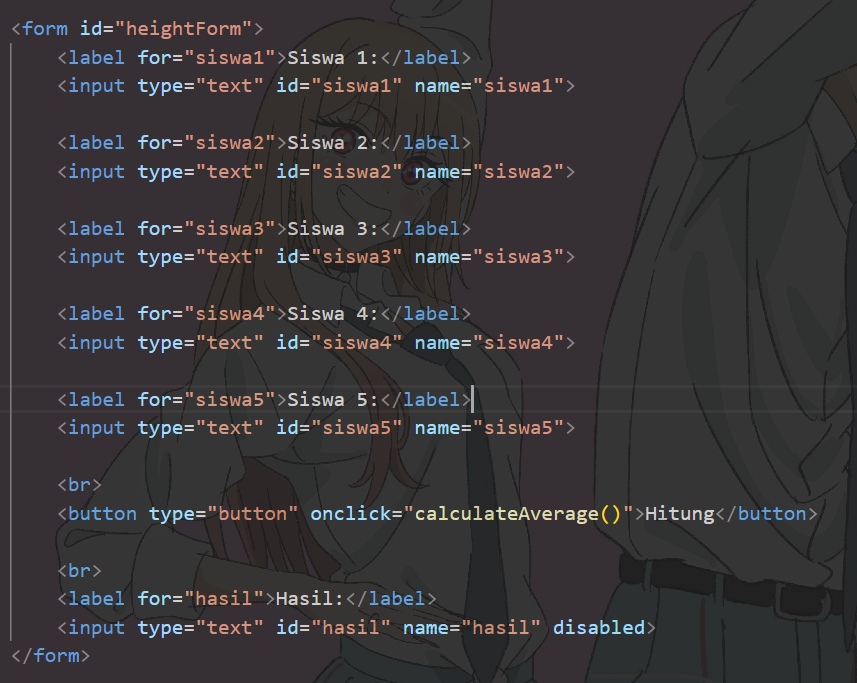 <form id="heightForm">
<label for="siswa1">Siswa 1:</label>
<input type="text" id="siswa1" name="siswa1">
<label for="siswa2">Siswa 2:</label>
<input type="text" id="siswa2" name="siswa2">
<label for="siswa3">Siswa 3:</label>
<input type="text" id="siswa3" name="siswa3">
<label for="siswa4">Siswa 4:</label>
<input type="text" id="siswa4" name="siswa4">
<label for="siswa5">Siswa 5:</label>
<input type="text" id="siswa5" name="siswa5">
<br>
<button type="button" onclick="calculateAverage()">Hitung</button>
<br>
<label for="hasil">Hasil:</label>
<input type="text" id="hasil" name="hasil" disabled>
</form>